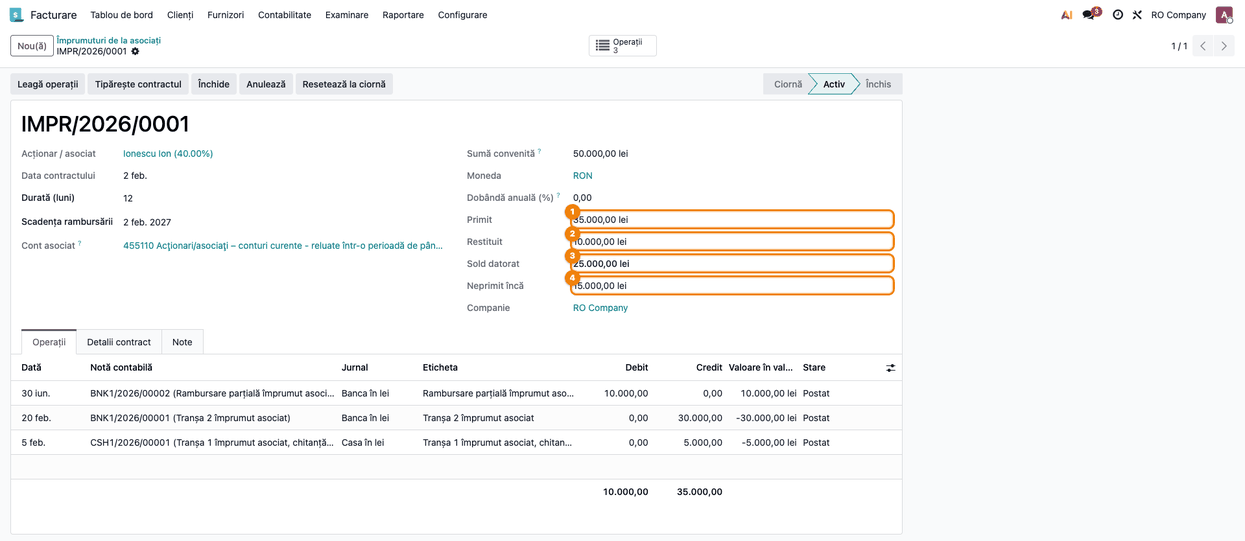 Facturare Tablou de bord Clienți Furnizori Contabilitate Examinare Raportare Configurare AI 3 RO Company A
Nou(ă) Împrumuturi de la asociați
IMPR/2026/0001
Operații
3
1 / 1
Leagă operații Tipărește contractul Închide Anulează Resetează la ciornă Ciornă Activ Închis
IMPR/2026/0001
Acționar / asociat Ionescu Ion (40.00%)
Data contractului 2 feb.
Durată (luni) 12
Scadența rambursării 2 feb. 2027
Cont asociat ? 455110 Acţionari/asociaţi – conturi curente - reluate într-o perioadă de pân...
Sumă convenită ? 50.000,00 lei
Moneda RON
Dobândă anuală (%) ? 0,00
Primit 1 35.000,00 lei
Restituit 2 10.000,00 lei
Sold datorat 3 25.000,00 lei
Neprimit încă 4 15.000,00 lei
Companie RO Company
Operații Detalii contract Note
Dată Notă contabilă Jurnal Eticheta Debit Credit Valoare în val... Stare
30 iun. BNK1/2026/00002 (Rambursare parțială împrumut asoci... Banca în lei Rambursare parțială împrumut aso... 10.000,00 0,00 10.000,00 lei Postat
20 feb. BNK1/2026/00001 (Tranșa 2 împrumut asociat) Banca în lei Tranșa 2 împrumut asociat 0,00 30.000,00 -30.000,00 lei Postat
5 feb. CSH1/2026/00001 (Tranșa 1 împrumut asociat, chitanță... Casa în lei Tranșa 1 împrumut asociat, chitan... 0,00 5.000,00 -5.000,00 lei Postat
10.000,00 35.000,00